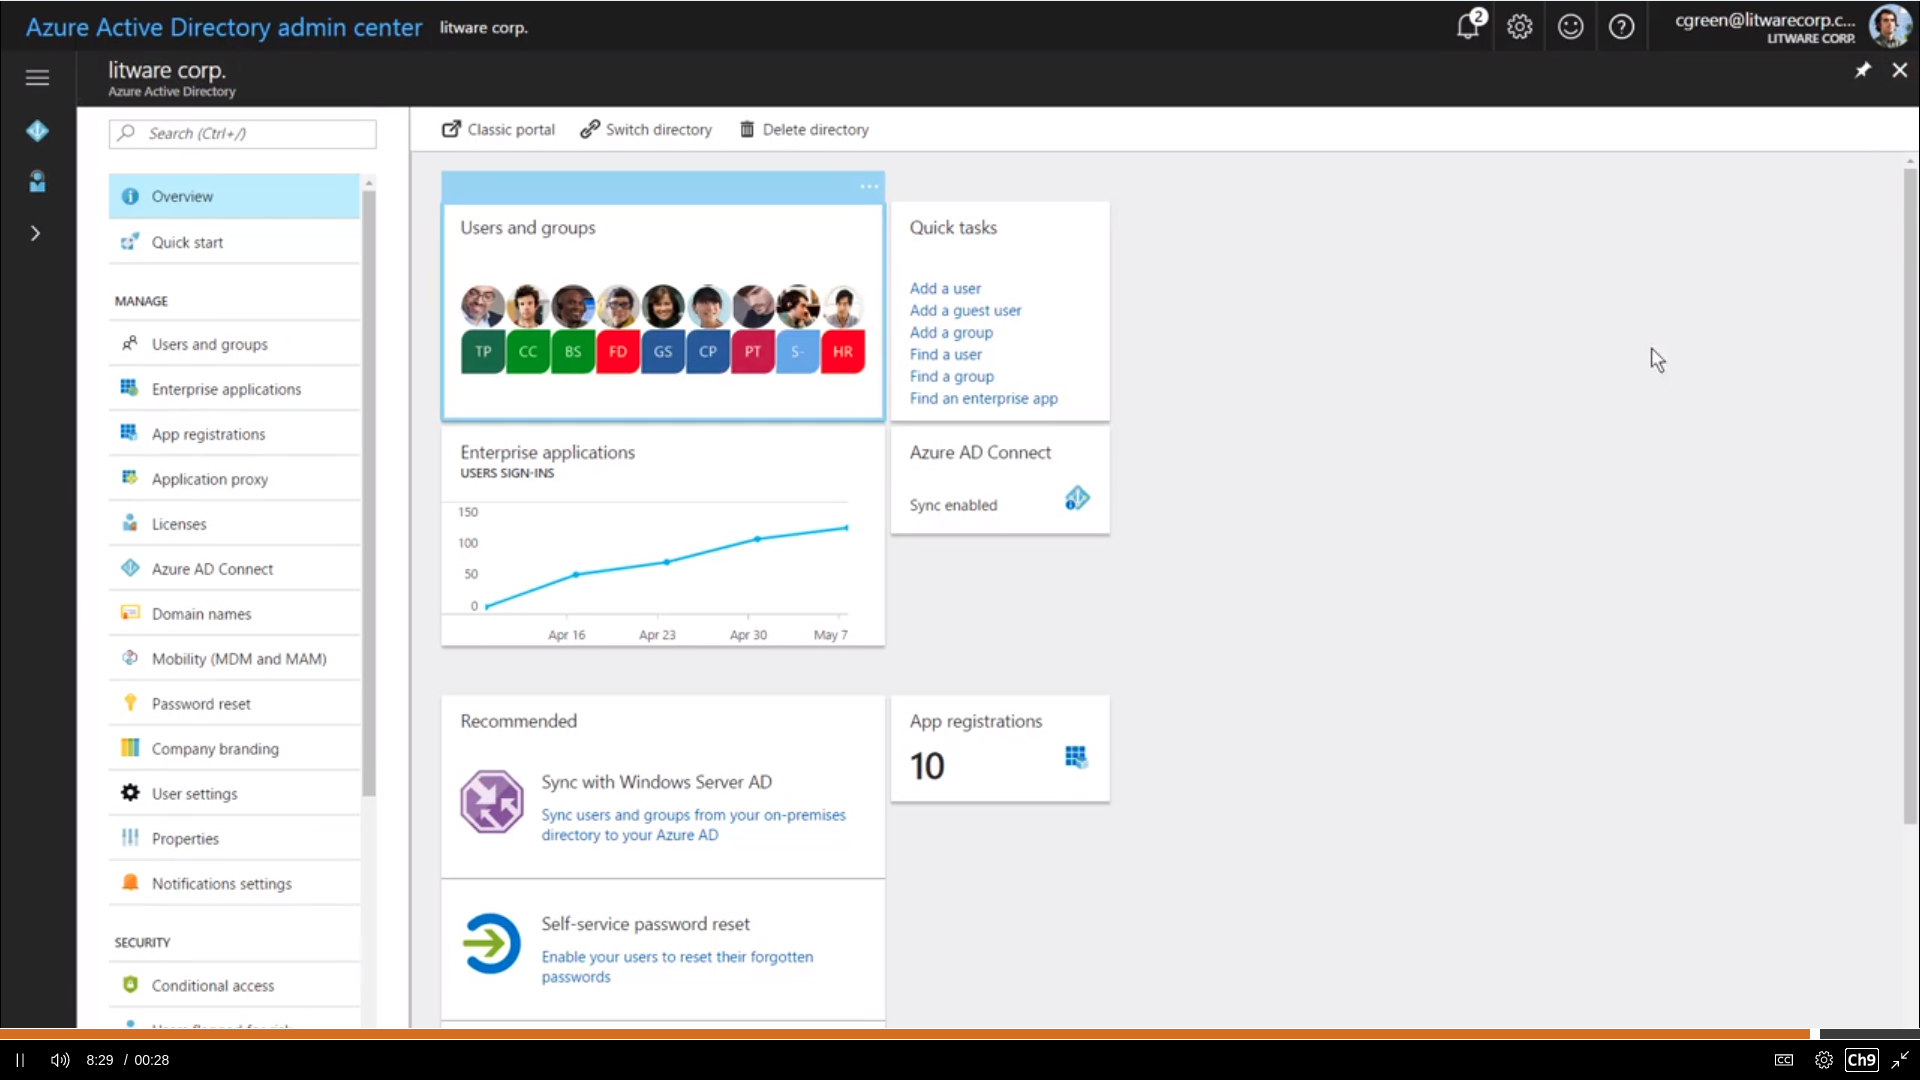 Azure Active Directory admin center litware corp.
2
cgreen@litwarecorp.c...
LITWARE CORP.
litware corp.
Azure Active Directory
Search (Ctrl+/)
Overview
Quick start
MANAGE
Users and groups
Enterprise applications
App registrations
Application proxy
Licenses
Azure AD Connect
Domain names
Mobility (MDM and MAM)
Password reset
Company branding
User settings
Properties
Notifications settings
SECURITY
Conditional access
Classic portal Switch directory Delete directory
Users and groups
TP CC BS FD GS CP PT S- HR
Quick tasks
Add a user
Add a guest user
Add a group
Find a user
Find a group
Find an enterprise app
Enterprise applications
USERS SIGN-INS
150
100
50
0
Apr 16 Apr 23 Apr 30 May 7
Azure AD Connect
Sync enabled
Recommended
Sync with Windows Server AD
Sync users and groups from your on-premises
directory to your Azure AD
Self-service password reset
Enable your users to reset their forgotten
passwords
App registrations
10
8:29 / 00:28
CC
Ch9